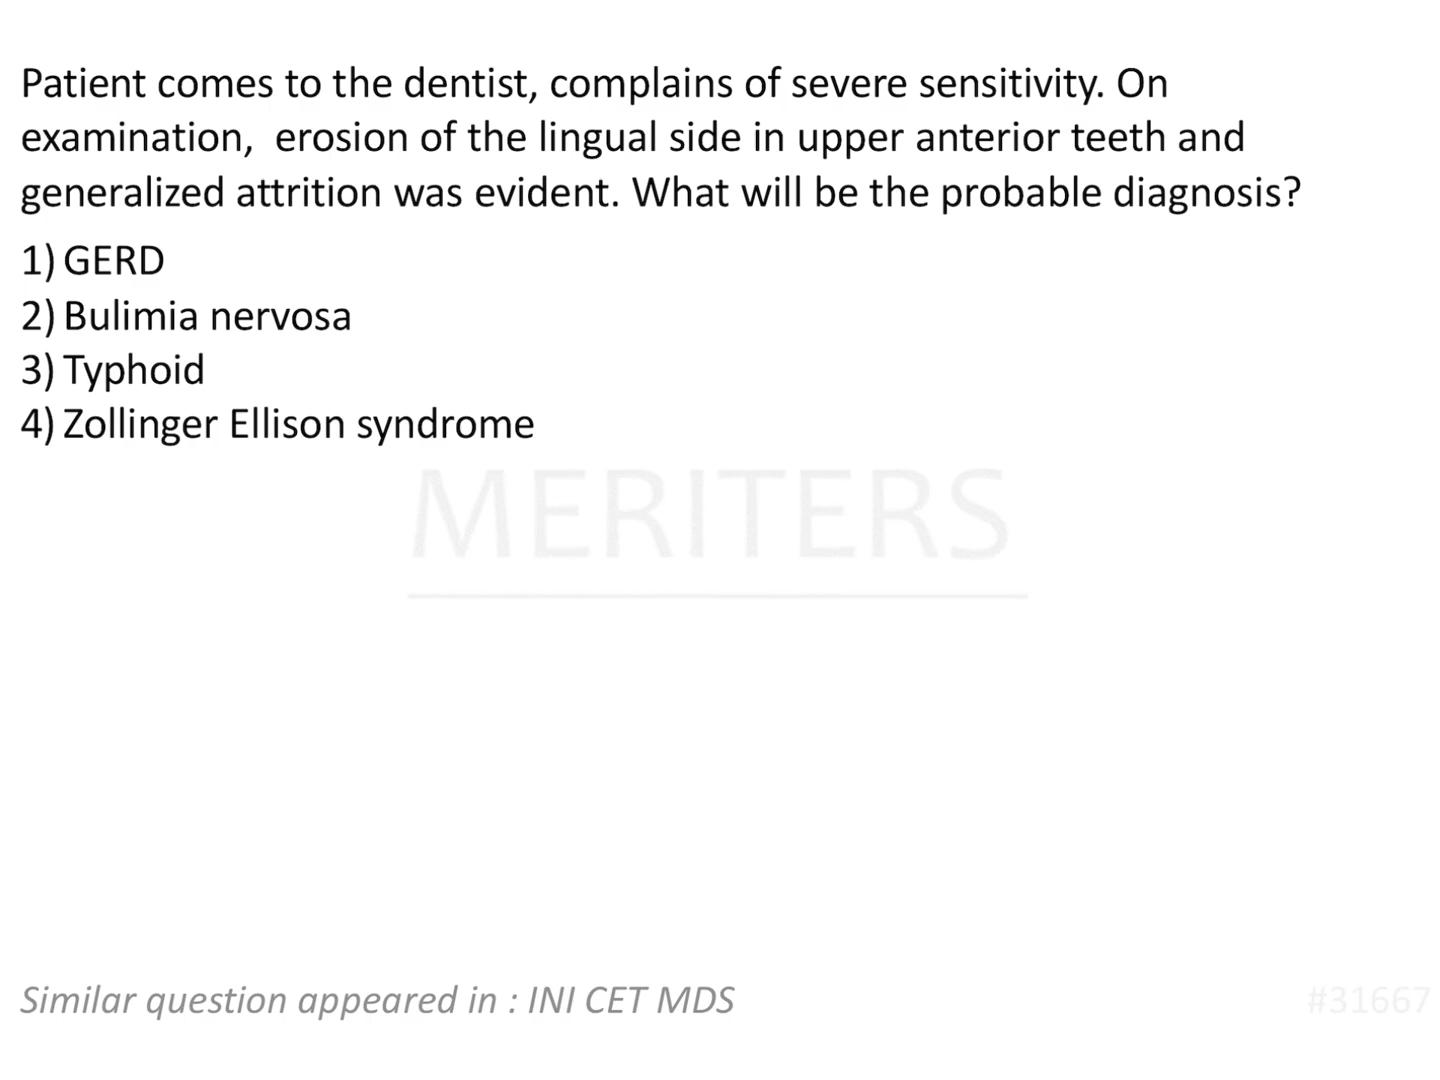 Patient comes to the dentist, complains of severe sensitivity. On
examination,  erosion of the lingual side in upper anterior teeth and
generalized attrition was evident. What will be the probable diagnosis?
1) GERD
2) Bulimia nervosa
3) Typhoid
4) Zollinger Ellison syndrome
MERITERS
Similar question appeared in : INI CET MDS
#31667